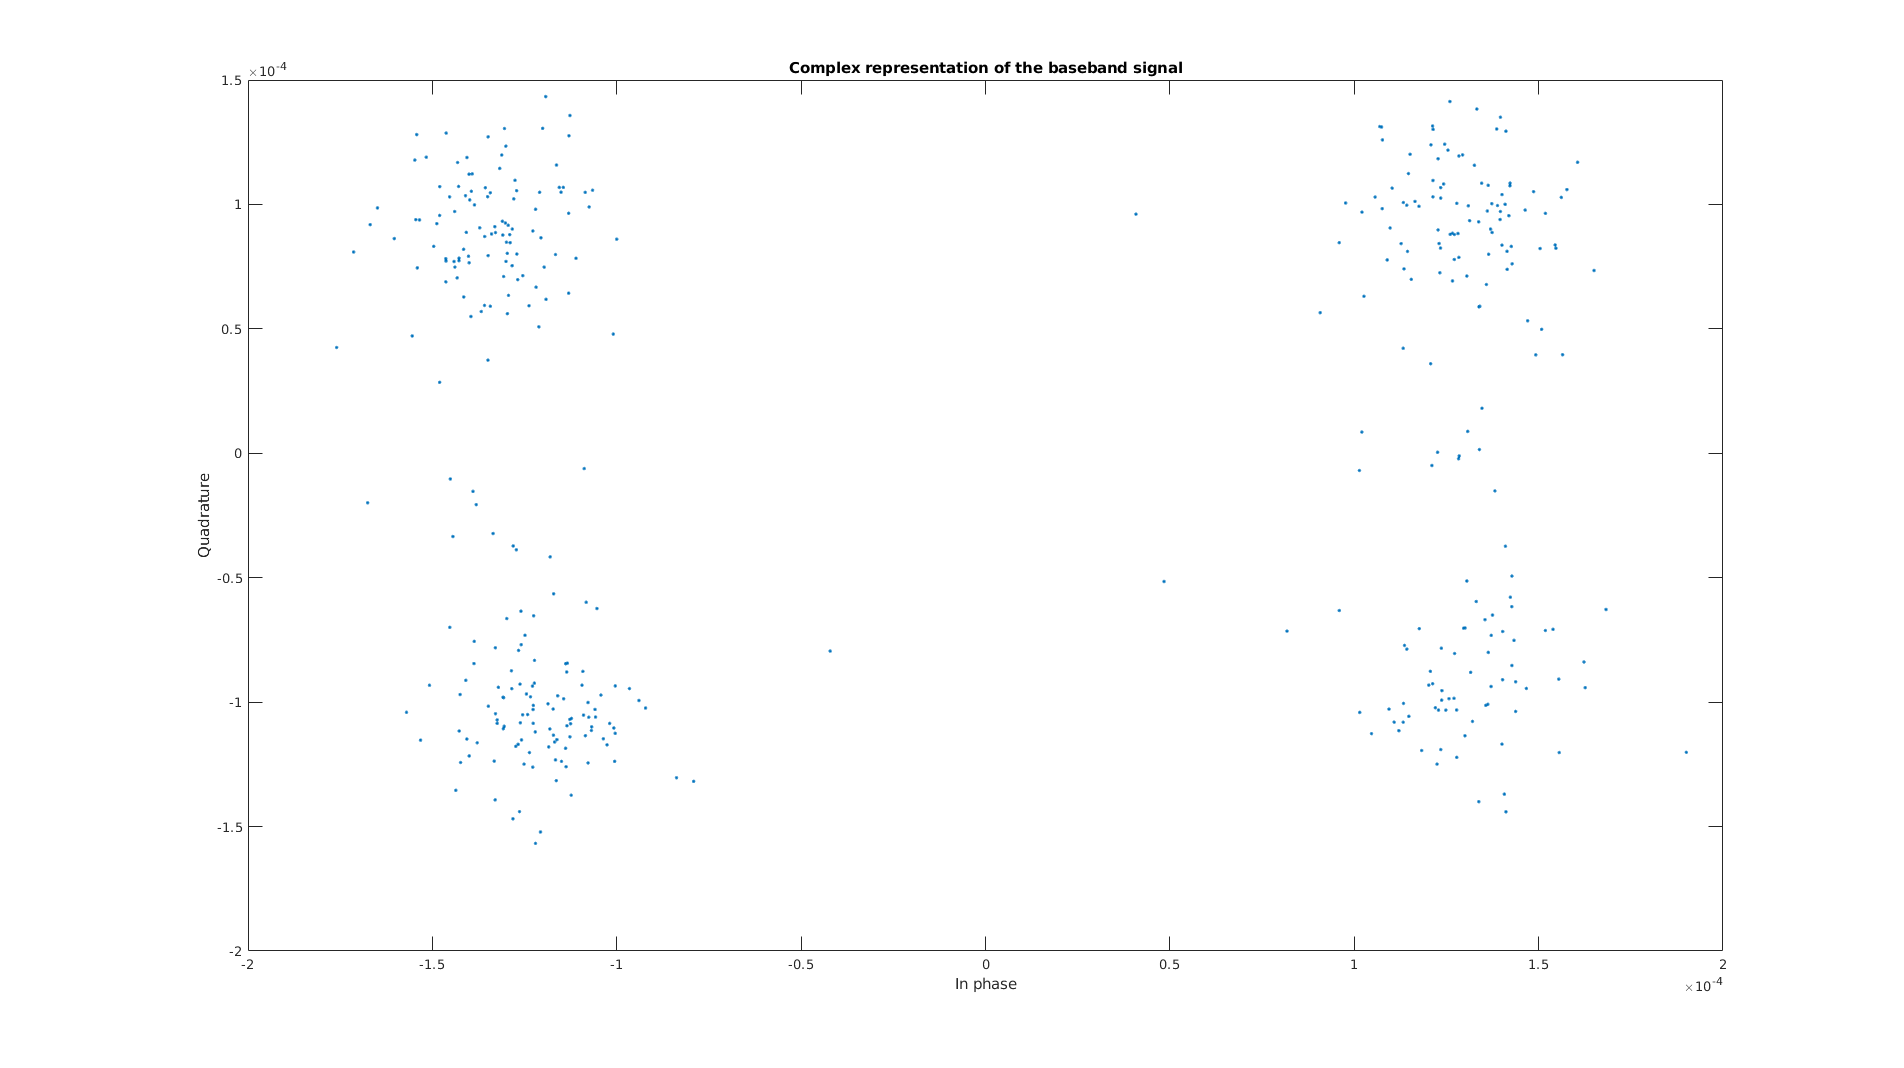 Complex representation of the baseband signal
×10-4
1.5
1
0.5
0
-0.5
-1
-1.5
-2
Quadrature
-2 -1.5 -1 -0.5 0 0.5 1 1.5 2
In phase
×10-4